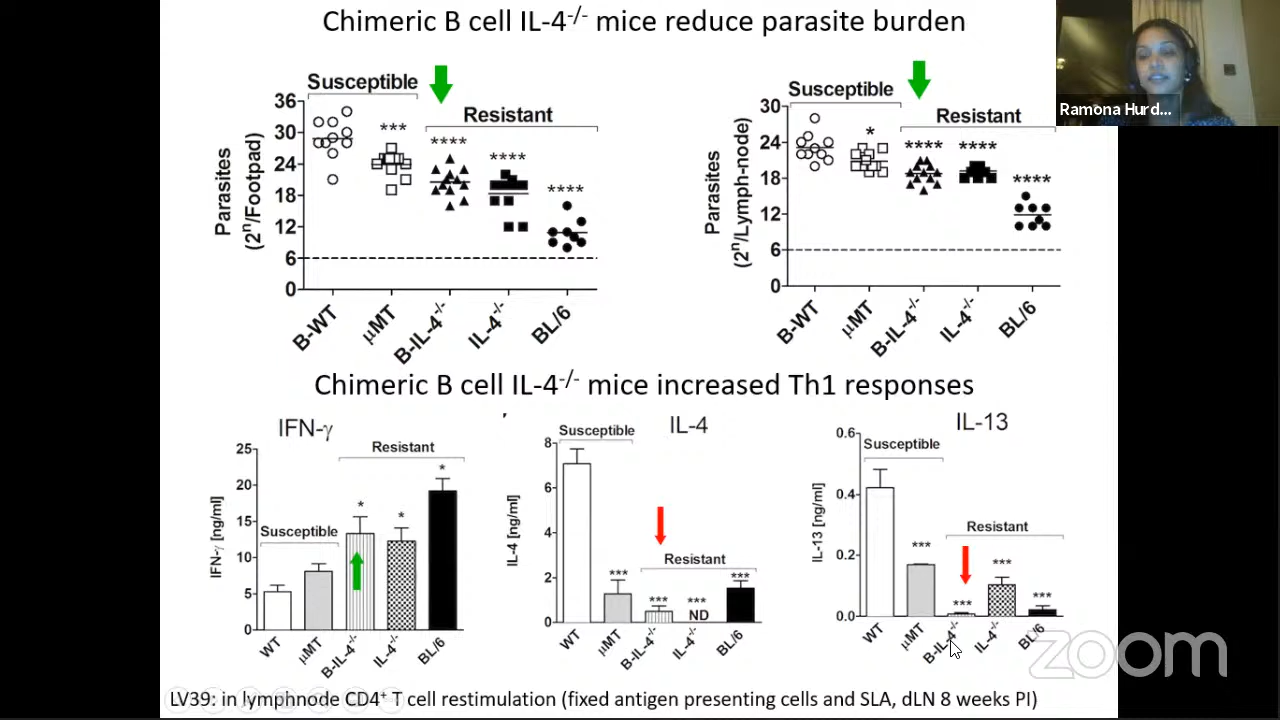 Chimeric B cell IL-4-/- mice reduce parasite burden
Ramona Hurd...
Susceptible
Resistant
***
****
****
****
36
30
24
18
12
6
0
Parasites
(2n/Footpad)
B-WT
μMT
B-IL-4-/-
IL-4-/-
BL/6
Susceptible
Resistant
*
****
****
****
30
24
18
12
6
0
Parasites
(2n/Lymph-node)
B-WT
μMT
B-IL-4-/-
IL-4-/-
BL/6
Chimeric B cell IL-4-/- mice increased Th1 responses
IFN-γ
Resistant
Susceptible
*
*
*
25
20
15
10
5
0
IFN-γ [ng/ml]
WT
μMT
B-IL-4-/-
IL-4-/-
BL/6
IL-4
Susceptible
Resistant
***
***
***
***
ND
8
6
4
2
0
IL-4 [ng/ml]
WT
μMT
B-IL-4-/-
IL-4-/-
BL/6
IL-13
Susceptible
Resistant
***
***
***
***
0.6
0.4
0.2
0.0
IL-13 [ng/ml]
WT
μMT
B-IL-4-/-
IL-4-/-
BL/6
zoom
LV39: in lymphnode CD4+ T cell restimulation (fixed antigen presenting cells and SLA, dLN 8 weeks PI)